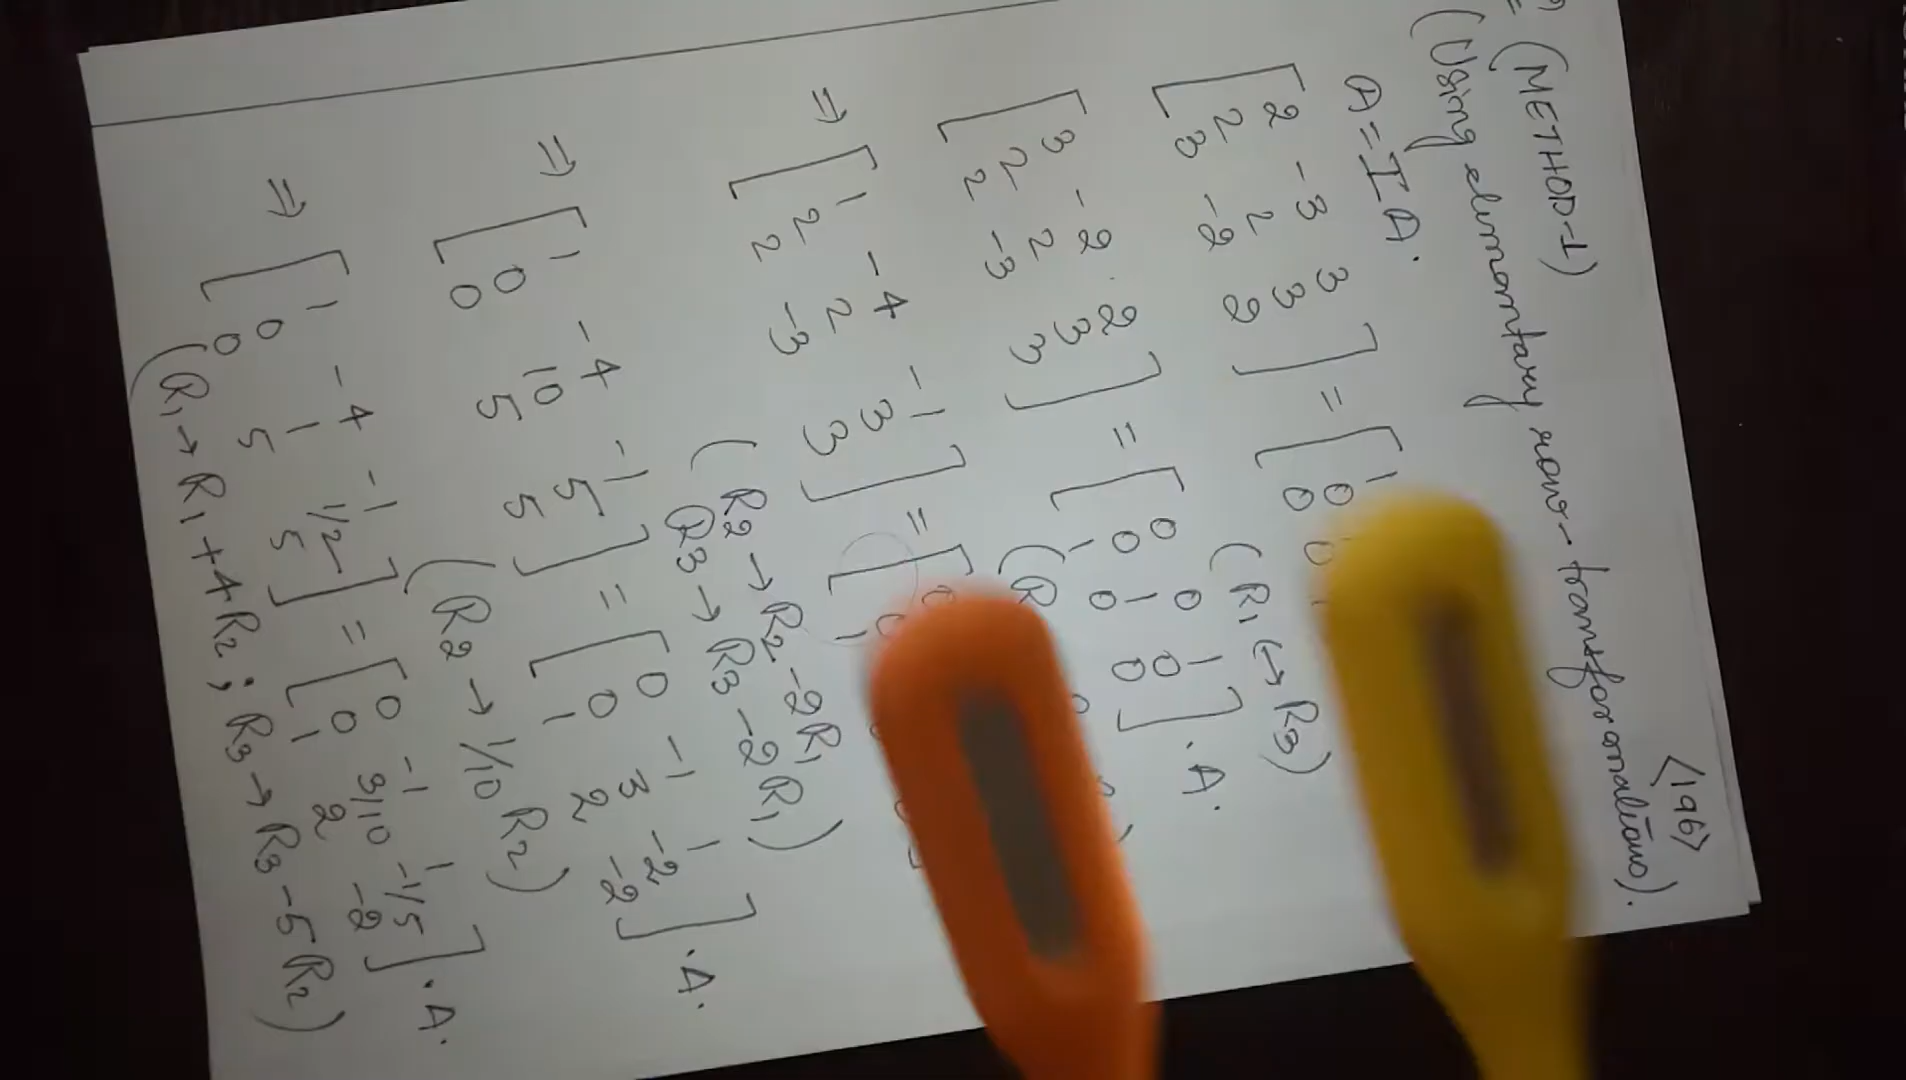 (METHOD-1) <196>
(Using elementary row-transformations).
A = IA.
[2 -3 3
2 2 3
3 -2 2] = [1
0 0
0
(R1 ↔ R3)
[3 -2 2
2 2 3
2 -3 3] = [0 0 1
0 1 0
1 0 0] . A.
(R
⇒ [1 -4 -1
2 2 3
2 -3 3] = [0
0
1
(R2 → R2 - 2R1
R3 → R3 - 2R1)
⇒ [1 -4 -1
0 10 5
0 5 5] = [0 -1 1
0 3 -2
1 2 -2] . A.
(R2 → 1/10 R2)
⇒ [1 -4 -1
0 1 1/2
0 5 5] = [0 -1 1
0 3/10 -1/5
1 2 -2] . A.
(R1 → R1 + 4R2 ; R3 → R3 - 5R2)